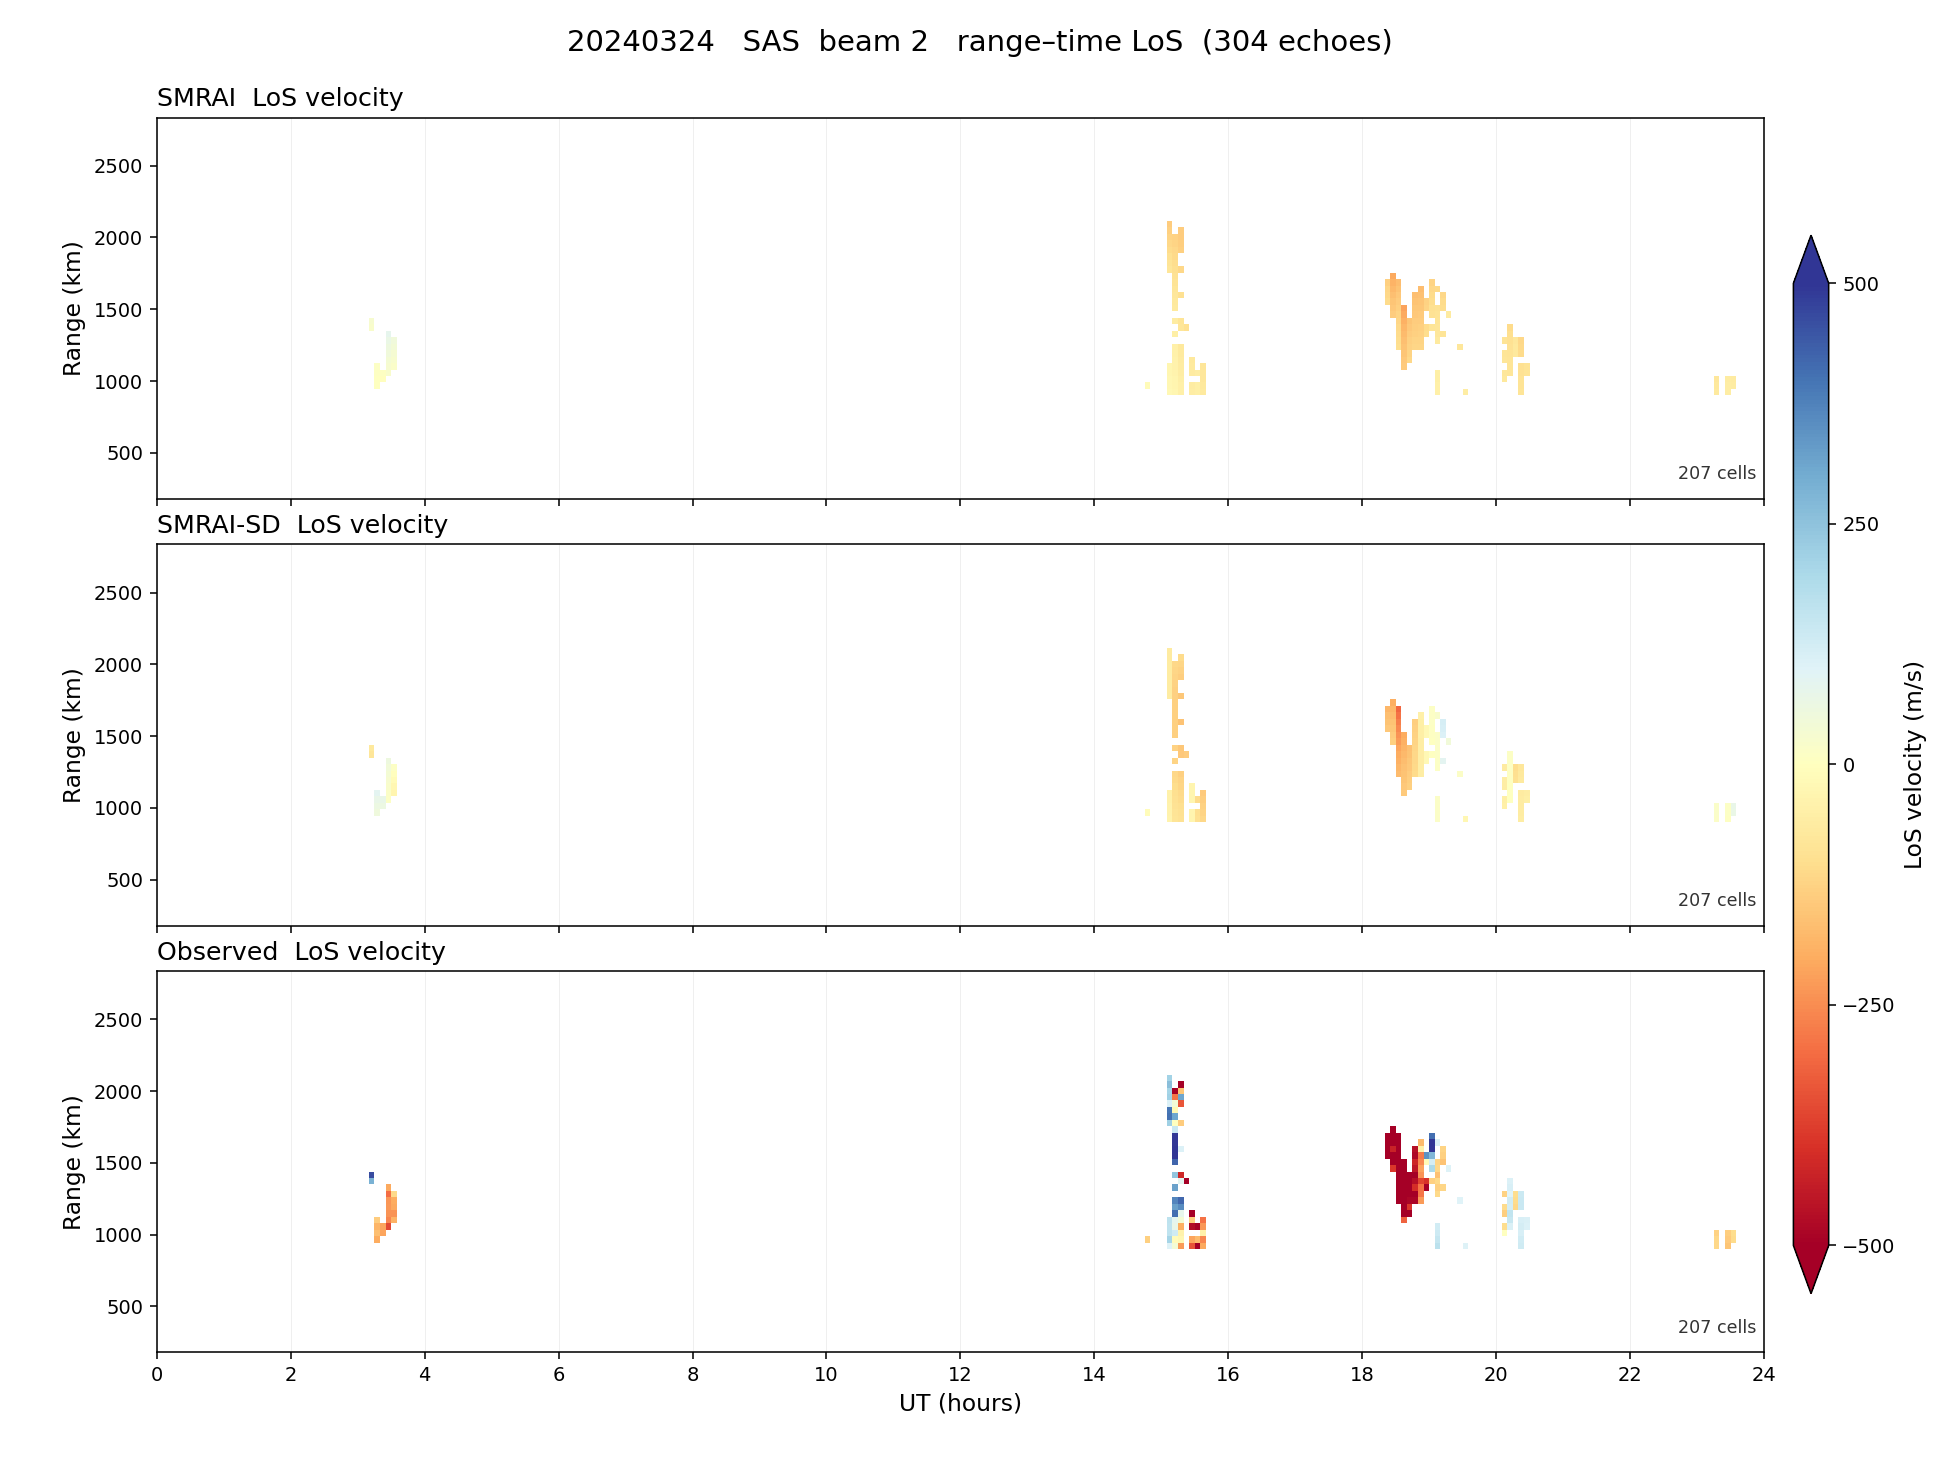 20240324   SAS  beam 2   range–time LoS  (304 echoes)
SMRAI  LoS velocity
2500
2000
1500
1000
500
Range (km)
207 cells
SMRAI-SD  LoS velocity
2500
2000
1500
1000
500
Range (km)
207 cells
Observed  LoS velocity
2500
2000
1500
1000
500
Range (km)
207 cells
0 2 4 6 8 10 12 14 16 18 20 22 24
UT (hours)
500
250
0
−250
−500
LoS velocity (m/s)